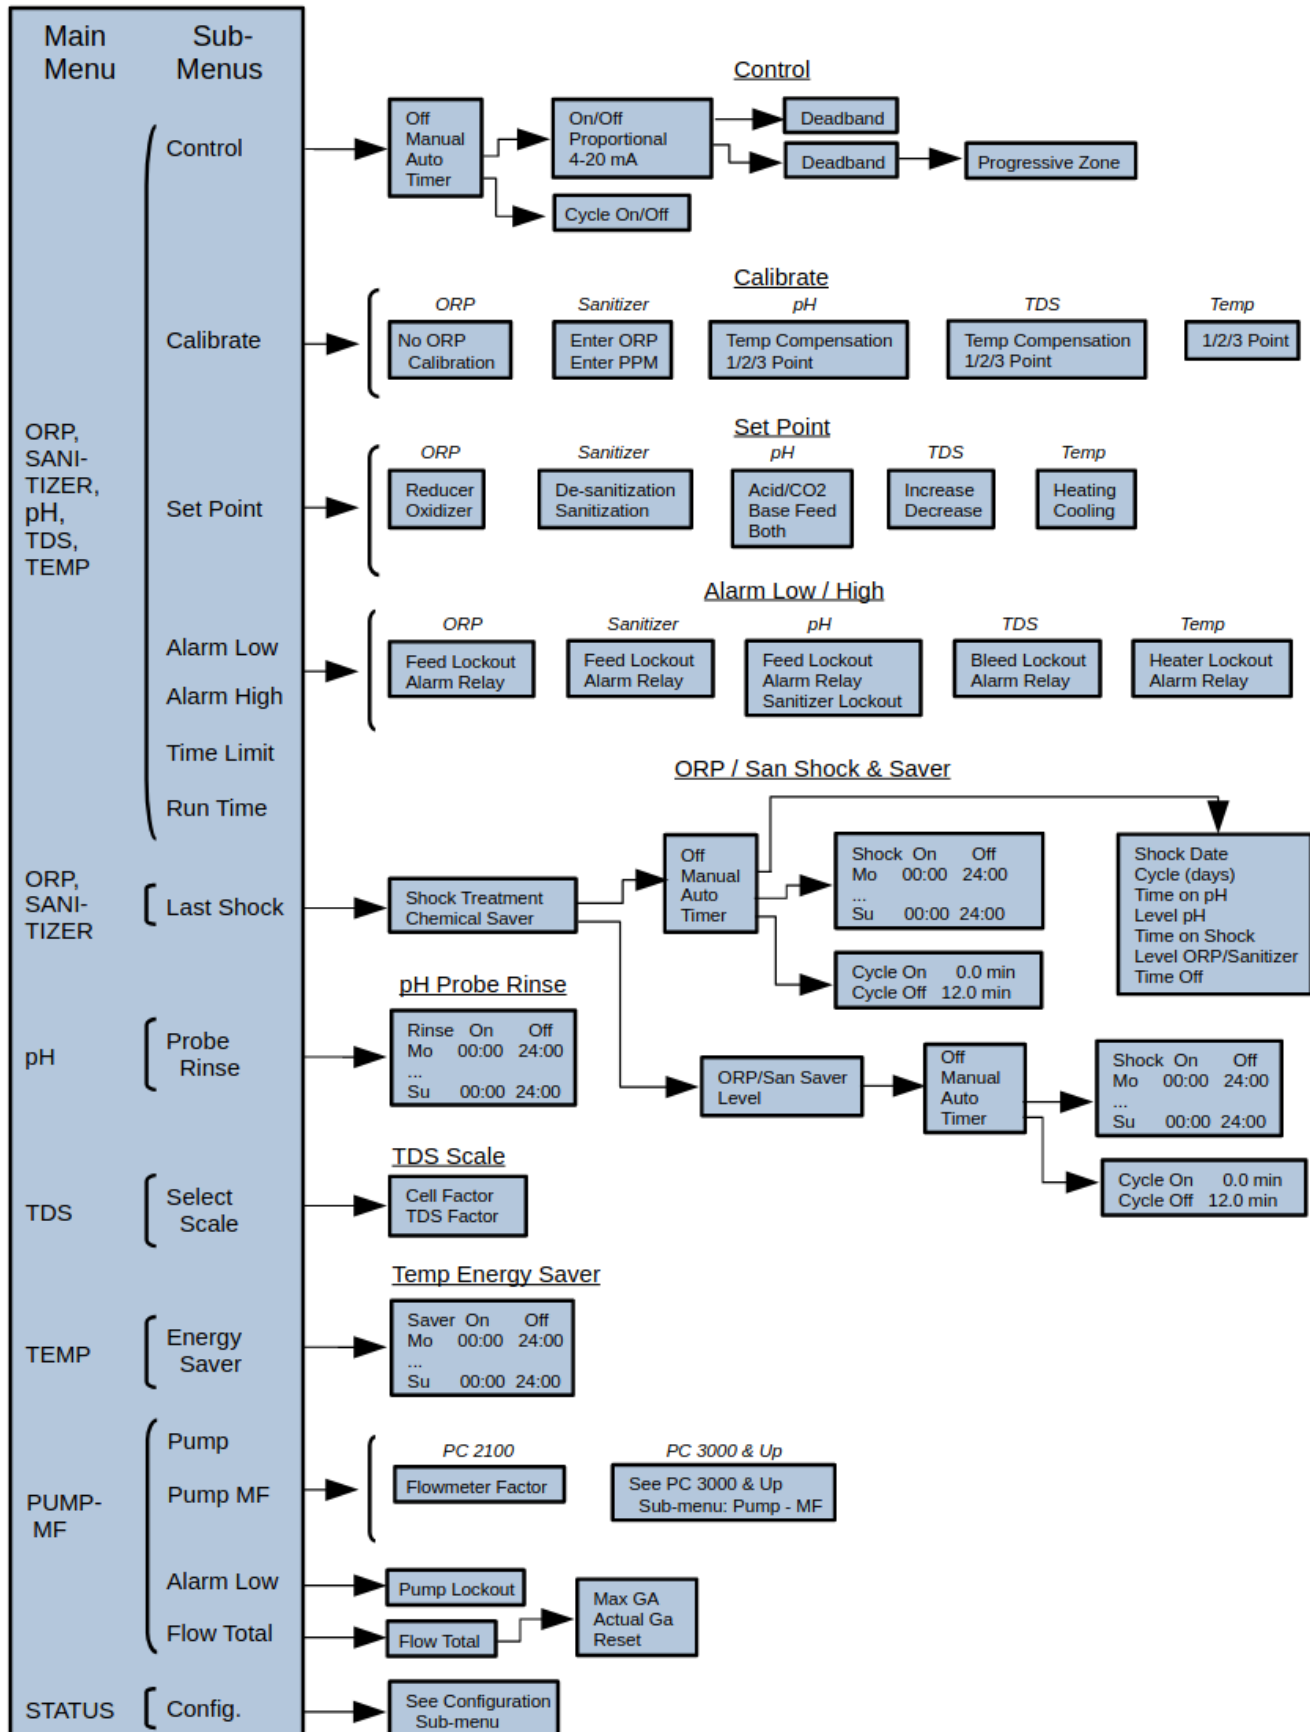 Main Menu
Sub-Menus
Control
Control
Off
Manual
Auto
Timer
On/Off
Proportional
4-20 mA
Deadband
Deadband
Progressive Zone
Cycle On/Off
Calibrate
Calibrate
ORP
No ORP
Calibration
Sanitizer
Enter ORP
Enter PPM
pH
Temp Compensation
1/2/3 Point
TDS
Temp Compensation
1/2/3 Point
Temp
1/2/3 Point
ORP,
SANI-
TIZER,
pH,
TDS,
TEMP
Set Point
Set Point
ORP
Reducer
Oxidizer
Sanitizer
De-sanitization
Sanitization
pH
Acid/CO2
Base Feed
Both
TDS
Increase
Decrease
Temp
Heating
Cooling
Alarm Low / High
Alarm Low
Alarm High
ORP
Feed Lockout
Alarm Relay
Sanitizer
Feed Lockout
Alarm Relay
pH
Feed Lockout
Alarm Relay
Sanitizer Lockout
TDS
Bleed Lockout
Alarm Relay
Temp
Heater Lockout
Alarm Relay
Time Limit
Run Time
ORP / San Shock & Saver
ORP,
SANI-
TIZER
Last Shock
Shock Treatment
Chemical Saver
Off
Manual
Auto
Timer
Shock On Off
Mo 00:00 24:00
...
Su 00:00 24:00
Cycle On 0.0 min
Cycle Off 12.0 min
Shock Date
Cycle (days)
Time on pH
Level pH
Time on Shock
Level ORP/Sanitizer
Time Off
ORP/San Saver
Level
Off
Manual
Auto
Timer
Shock On Off
Mo 00:00 24:00
...
Su 00:00 24:00
Cycle On 0.0 min
Cycle Off 12.0 min
pH Probe Rinse
pH
Probe
Rinse
Rinse On Off
Mo 00:00 24:00
...
Su 00:00 24:00
TDS Scale
TDS
Select
Scale
Cell Factor
TDS Factor
Temp Energy Saver
TEMP
Energy
Saver
Saver On Off
Mo 00:00 24:00
...
Su 00:00 24:00
PUMP-
MF
Pump
Pump MF
PC 2100
Flowmeter Factor
PC 3000 & Up
See PC 3000 & Up
Sub-menu: Pump - MF
Alarm Low
Pump Lockout
Flow Total
Flow Total
Max GA
Actual Ga
Reset
STATUS
Config.
See Configuration
Sub-menu